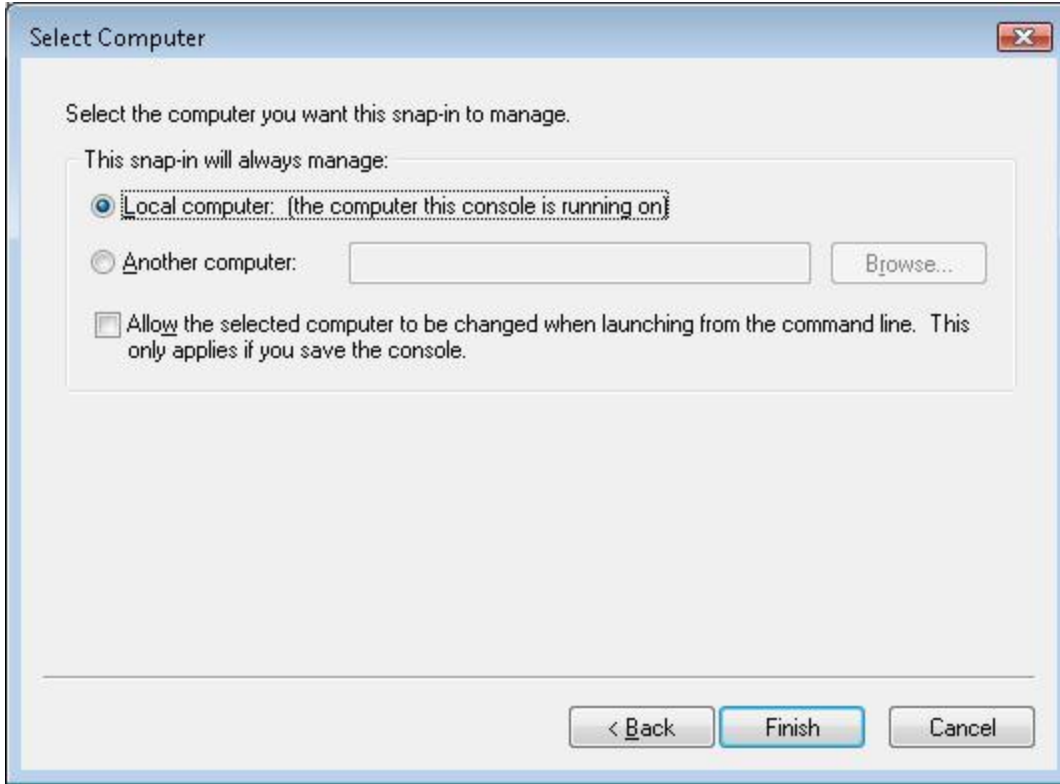 Select Computer
Select the computer you want this snap-in to manage.
This snap-in will always manage:
Local computer:  (the computer this console is running on)
Another computer:
Browse...
Allow the selected computer to be changed when launching from the command line.  This
only applies if you save the console.
< Back
Finish
Cancel